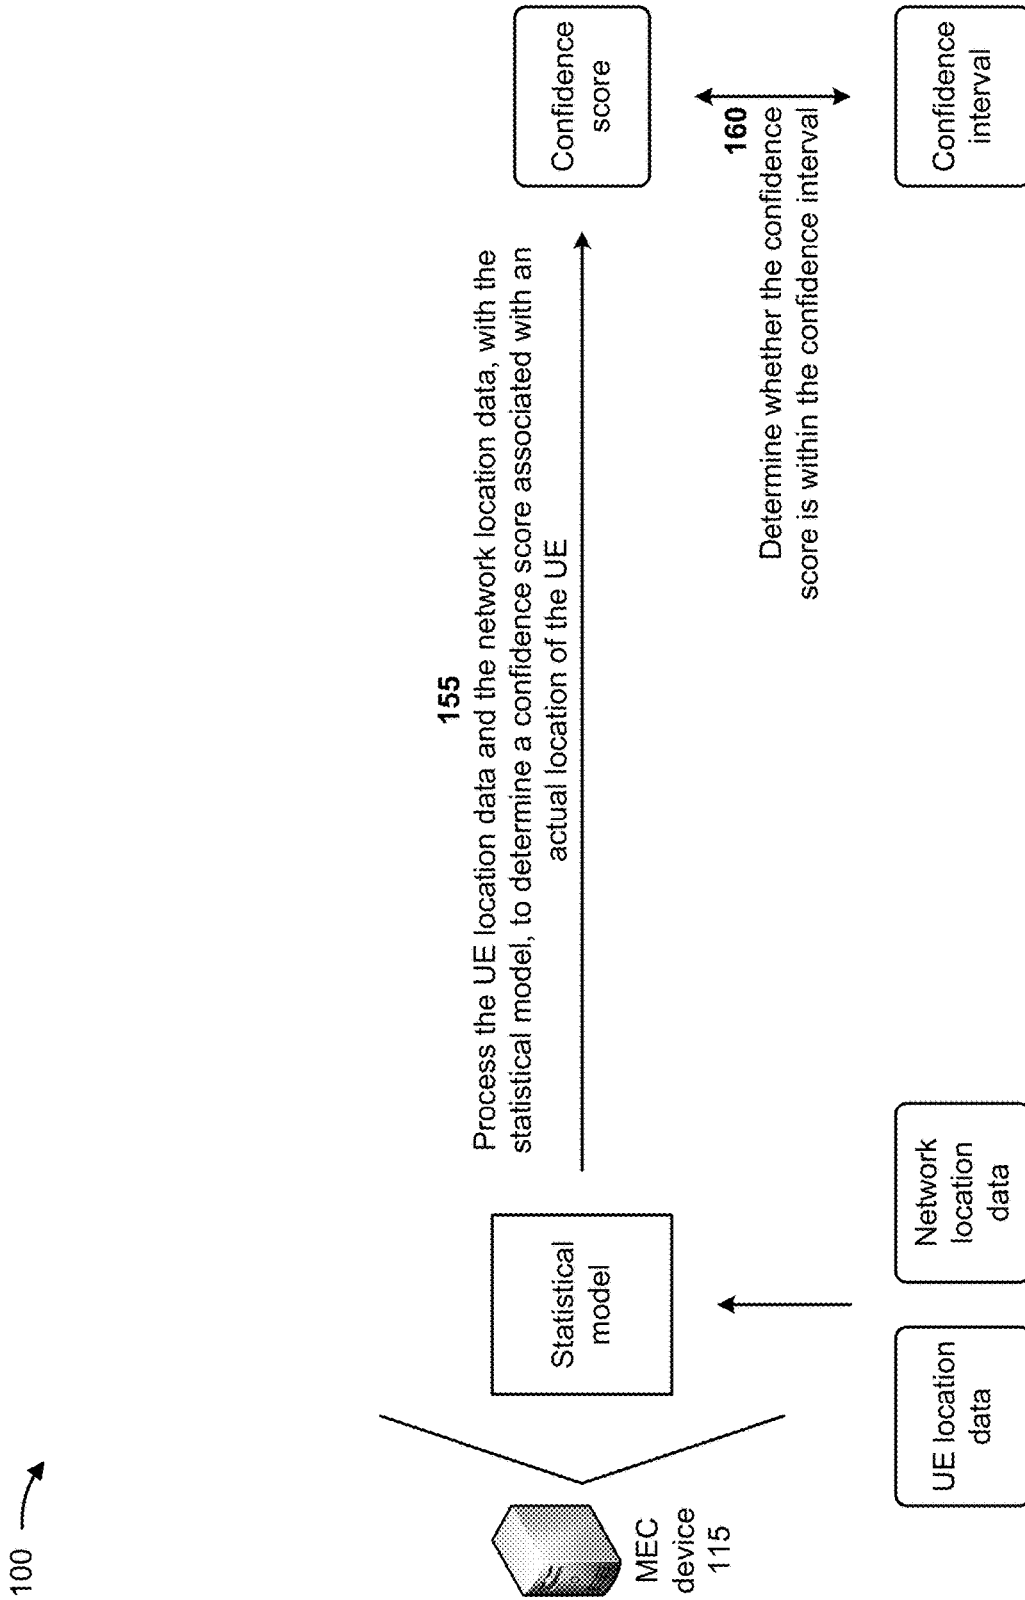 100
155
Process the UE location data and the network location data, with the
statistical model, to determine a confidence score associated with an
actual location of the UE
MEC
device
115
Statistical
model
Confidence
score
160
Determine whether the confidence
score is within the confidence interval
UE location
data
Network
location
data
Confidence
interval